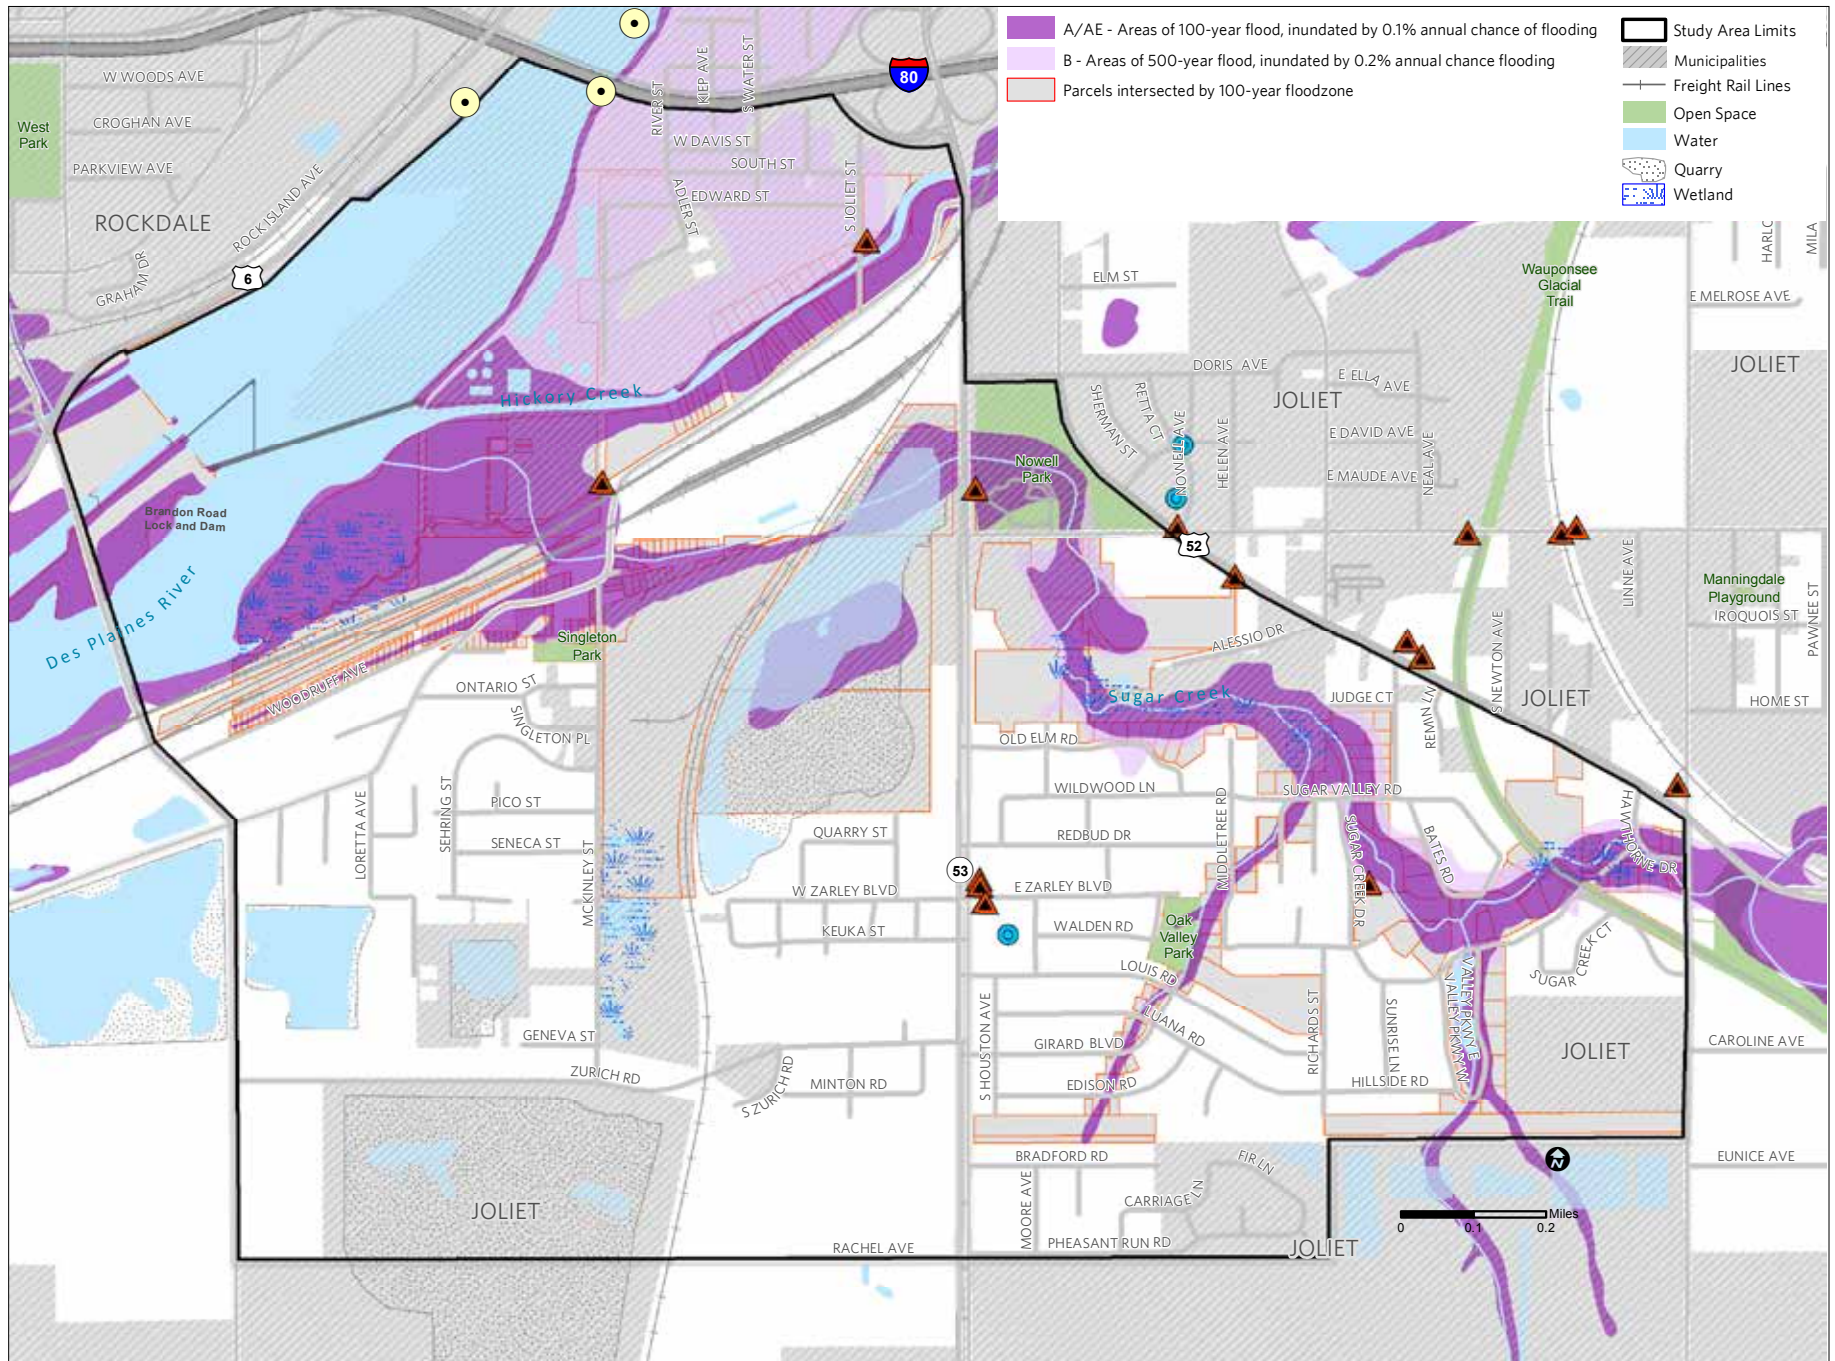 A/AE - Areas of 100-year flood, inundated by 0.1% annual chance of flooding
B - Areas of 500-year flood, inundated by 0.2% annual chance flooding
Parcels intersected by 100-year floodzone
Study Area Limits
Municipalities
Freight Rail Lines
Open Space
Water
Quarry
Wetland
80
W WOODS AVE
CROGHAN AVE
West
Park
PARKVIEW AVE
ROCKDALE
ROCK ISLAND AVE
GRAHAM DR
6
RIVER ST
KIEP AVE
S WATER ST
W DAVIS ST
SOUTH ST
EDWARD ST
ADLER ST
S JOLIET ST
Hickory Creek
Brandon Road
Lock and Dam
Des Plaines River
WOODRUFF AVE
Singleton
Park
ONTARIO ST
SINGLETON PL
LORETTA AVE
SEHRING ST
PICO ST
SENECA ST
MCKINLEY ST
GENEVA ST
ZURICH RD
S ZURICH RD
MINTON RD
JOLIET
RACHEL AVE
QUARRY ST
W ZARLEY BLVD
KEUKA ST
53
E ZARLEY BLVD
WALDEN RD
REDBUD DR
WILDWOOD LN
OLD ELM RD
Sugar Creek
ALESSIO DR
JUDGE CT
RENN LN
SUGAR VALLEY RD
MIDDLETREE RD
SUGAR CREEK DR
BATES RD
HAWTHORNE DR
Oak
Valley
Park
LOUIS RD
LUANA RD
GIRARD BLVD
EDISON RD
S HOUSTON AVE
RICHARDS ST
SUNRISE LN
HILLSIDE RD
VALLEY PKWY W
VALLEY PKWY E
SUGAR CREEK CT
JOLIET
CAROLINE AVE
EUNICE AVE
BRADFORD RD
MOORE AVE
CARRIAGE LN
FIR LN
PHEASANT RUN RD
JOLIET
N
0
0.1
0.2
Miles
ELM ST
DORIS AVE
SHERMAN ST
RETTA CT
NOWELL AVE
HELEN AVE
JOLIET
E ELLA AVE
E DAVID AVE
E MAUDE AVE
NEAL AVE
Nowell
Park
52
Wauponsee
Glacial
Trail
E MELROSE AVE
HARLO
MILA
JOLIET
LINNE AVE
Manningdale
Playground
IROQUOIS ST
PAWNEE ST
S NEWTON AVE
JOLIET
HOME ST